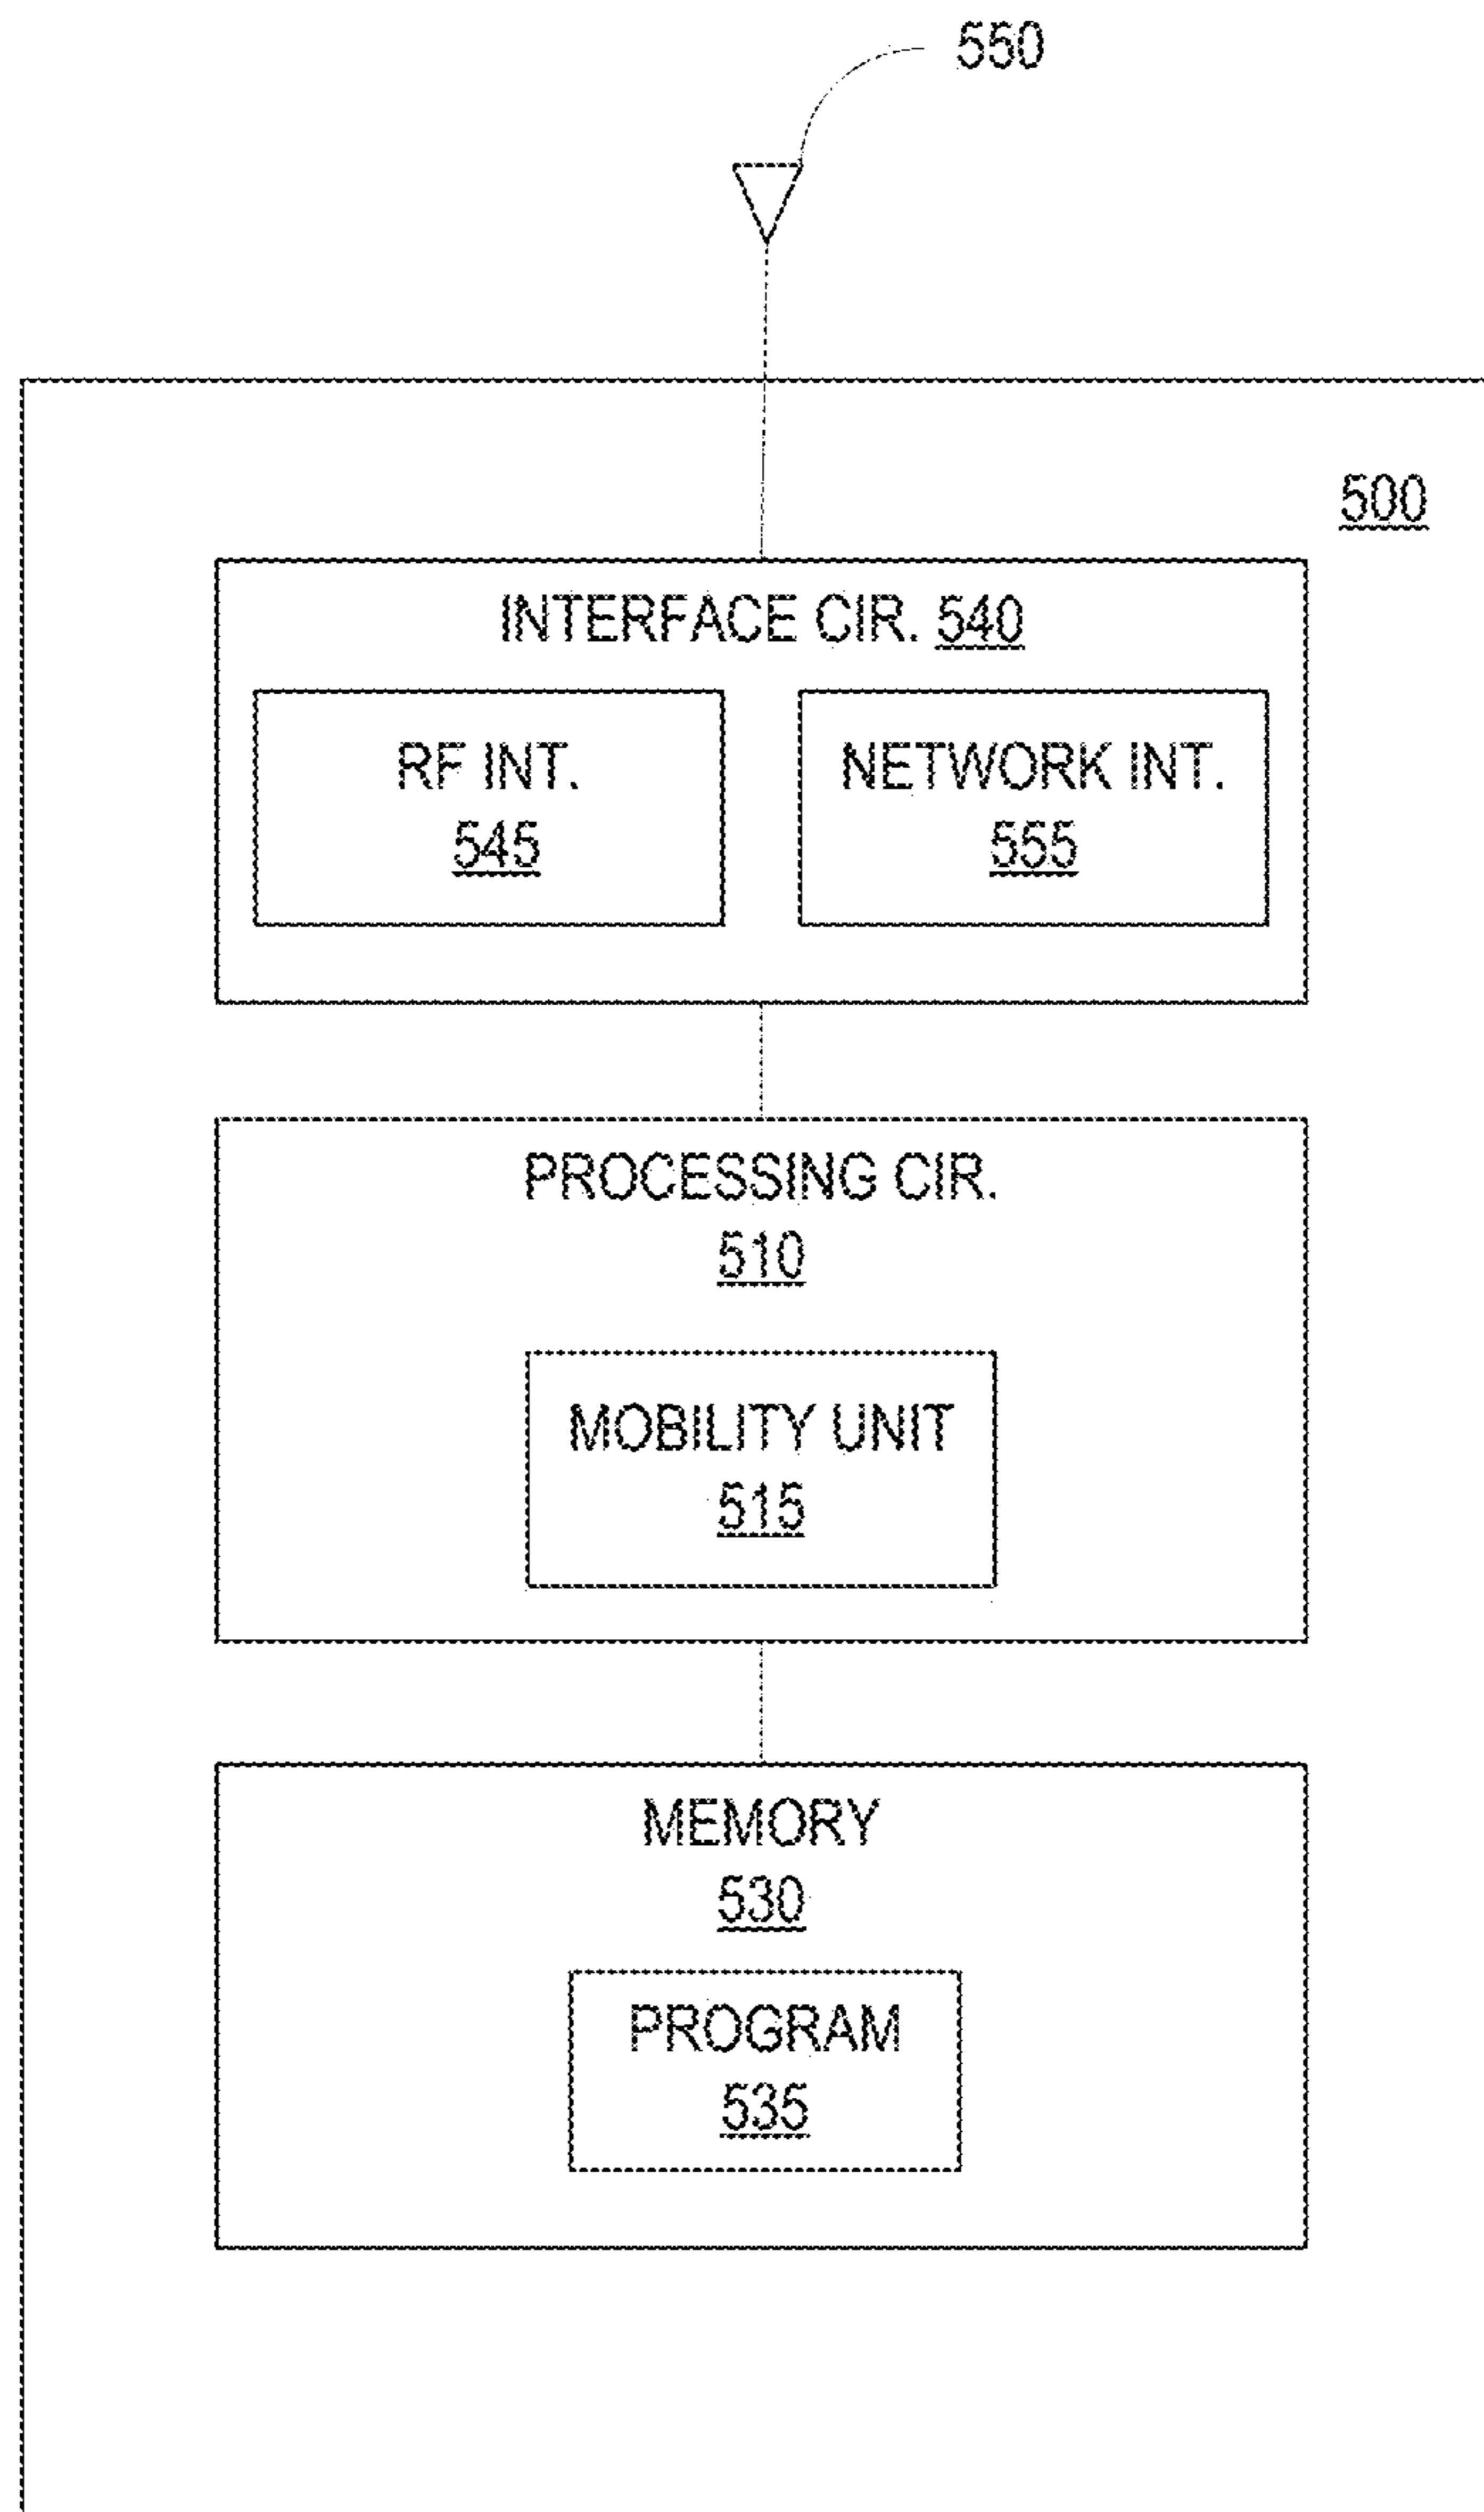 550
500
INTERFACE CIR. 540
RF INT.
545
NETWORK INT.
555
PROCESSING CIR.
510
MOBILITY UNIT
515
MEMORY
530
PROGRAM
535